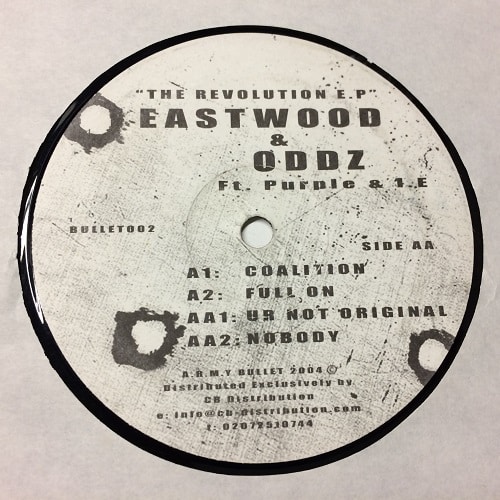 "THE REVOLUTION E.P"
EASTWOOD
&
ODDZ
Ft. Purple & 1.E
BULLET002
SIDE AA
A1: COALITION
A2: FULL ON
AA1: UR NOT ORIGINAL
AA2: NOBODY
A.R.M.Y BULLET 2004 ©
Distributed Exclusively by
CB Distribution
e: info@cb-distribution.com
t: 02072510744